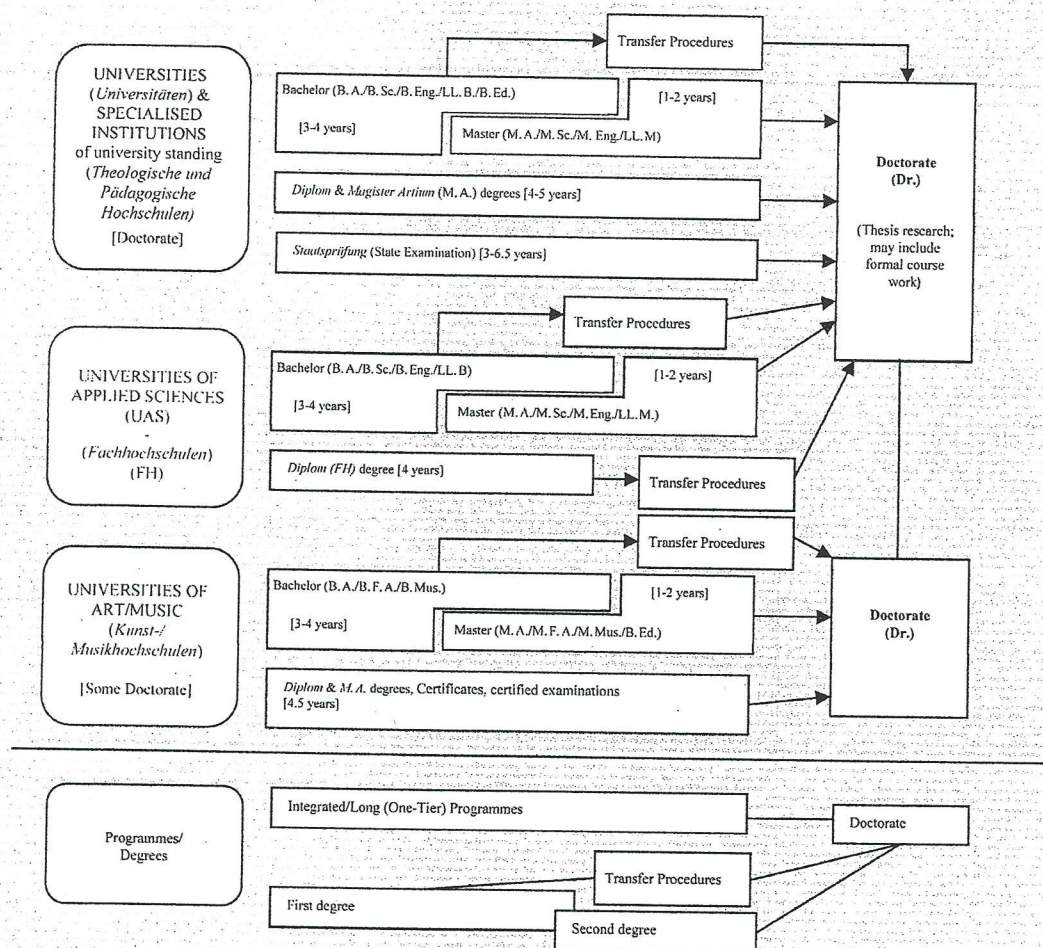 Transfer Procedures
UNIVERSITIES
(Universitäten) &
SPECIALISED
INSTITUTIONS
of university standing
(Theologische und
Pädagogische
Hochschulen)
[Doctorate]
Bachelor (B. A./B. Sc./B. Eng./LL. B./B. Ed.)
[3-4 years]
[1-2 years]
Master (M. A./M. Sc./M. Eng./LL. M)
Diplom & Magister Artium (M. A.) degrees [4-5 years]
Staatsprüfung (State Examination) [3-6.5 years]
Doctorate
(Dr.)
(Thesis research;
may include
formal course
work)
Transfer Procedures
UNIVERSITIES OF
APPLIED SCIENCES
(UAS)
-
(Fachhochschulen)
(FH)
Bachelor (B. A./B. Sc./B. Eng./LL. B)
[3-4 years]
[1-2 years]
Master (M. A./M. Sc./M. Eng./LL. M.)
Diplom (FH) degree [4 years]
Transfer Procedures
Transfer Procedures
UNIVERSITIES OF
ART/MUSIC
(Kunst-/
Musikhochschulen)
[Some Doctorate]
Bachelor (B. A./B. F. A./B. Mus.)
[3-4 years]
[1-2 years]
Master (M. A./M. F. A./M. Mus./B. Ed.)
Diplom & M. A. degrees, Certificates, certified examinations
[4.5 years]
Doctorate
(Dr.)
Programmes/
Degrees
Integrated/Long (One-Tier) Programmes
Doctorate
Transfer Procedures
First degree
Second degree